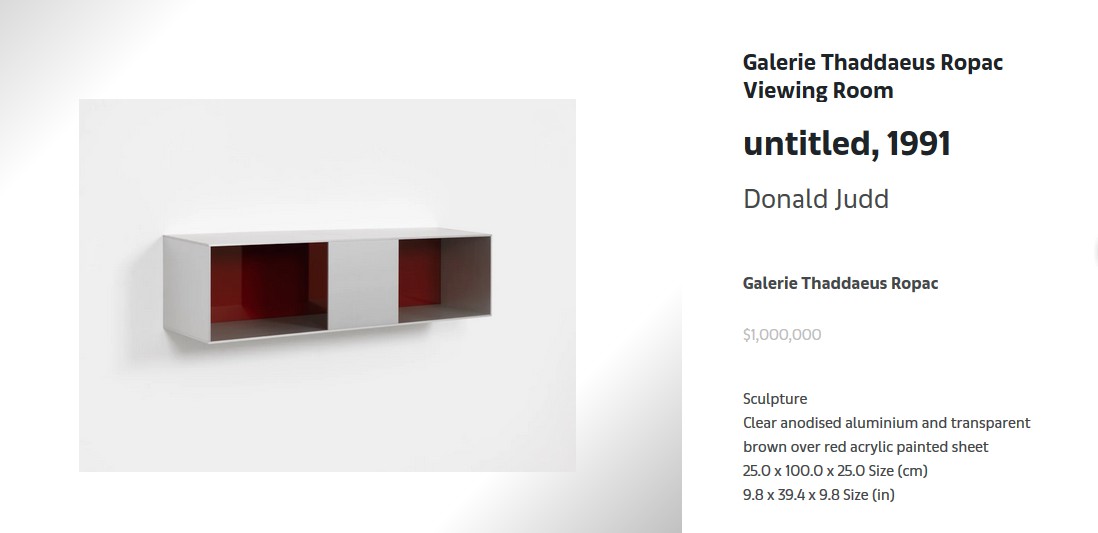 Galerie Thaddaeus Ropac
Viewing Room
untitled, 1991
Donald Judd
Galerie Thaddaeus Ropac
$1,000,000
Sculpture
Clear anodised aluminium and transparent
brown over red acrylic painted sheet
25.0 x 100.0 x 25.0 Size (cm)
9.8 x 39.4 x 9.8 Size (in)